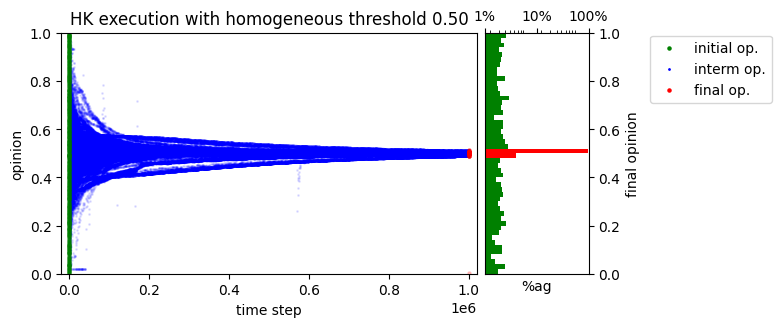 HK execution with homogeneous threshold 0.50
1% 10% 100%
1.0 1.0
0.8 0.8
0.6 0.6
0.4 0.4
0.2 0.2
0.0 0.0
opinion
final opinion
0.0 0.2 0.4 0.6 0.8 1.0
1e6
time step
%ag
initial op.
interm op.
final op.